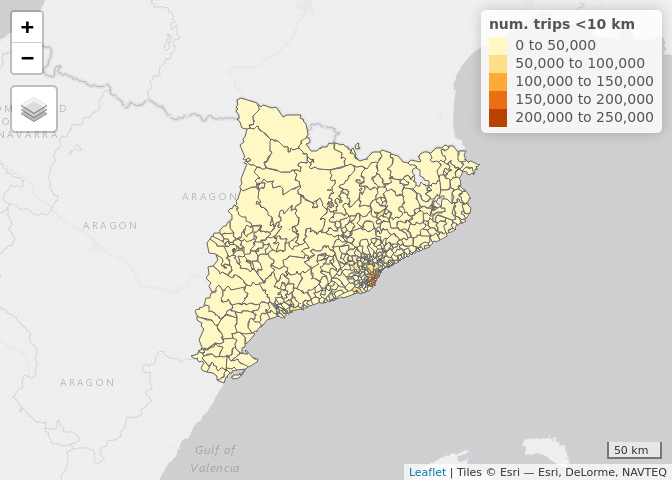 +
−
num. trips <10 km
0 to 50,000
50,000 to 100,000
100,000 to 150,000
150,000 to 200,000
200,000 to 250,000
NAVARRA
ARAGON
ARAGON
ARAGON
Gulf of
Valencia
50 km
Leaflet | Tiles © Esri — Esri, DeLorme, NAVTEQ